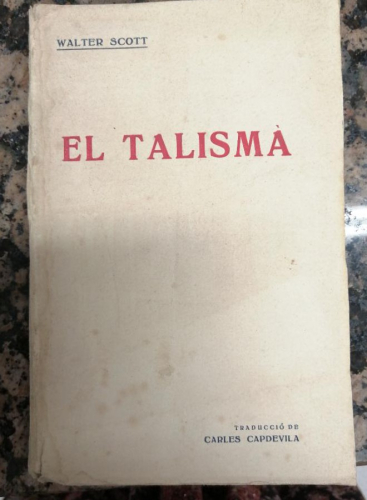 WALTER SCOTT
EL TALISMÀ
TRADUCCIÓ DE
CARLES CAPDEVILA